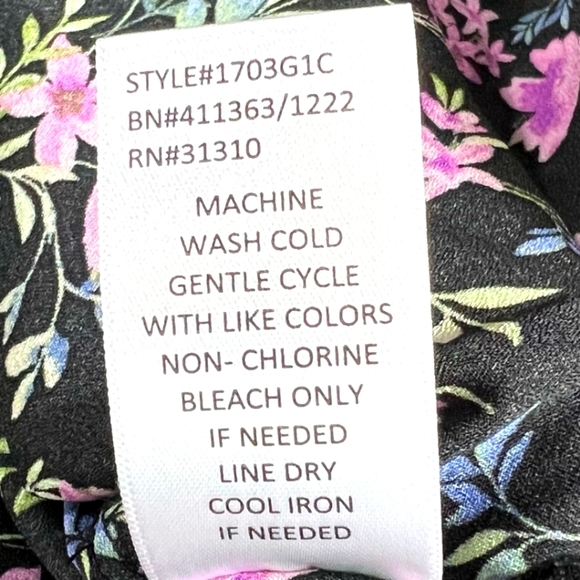 STYLE#1703G1C
BN#411363/1222
RN#31310
MACHINE
WASH COLD
GENTLE CYCLE
WITH LIKE COLORS
NON- CHLORINE
BLEACH ONLY
IF NEEDED
LINE DRY
COOL IRON
IF NEEDED